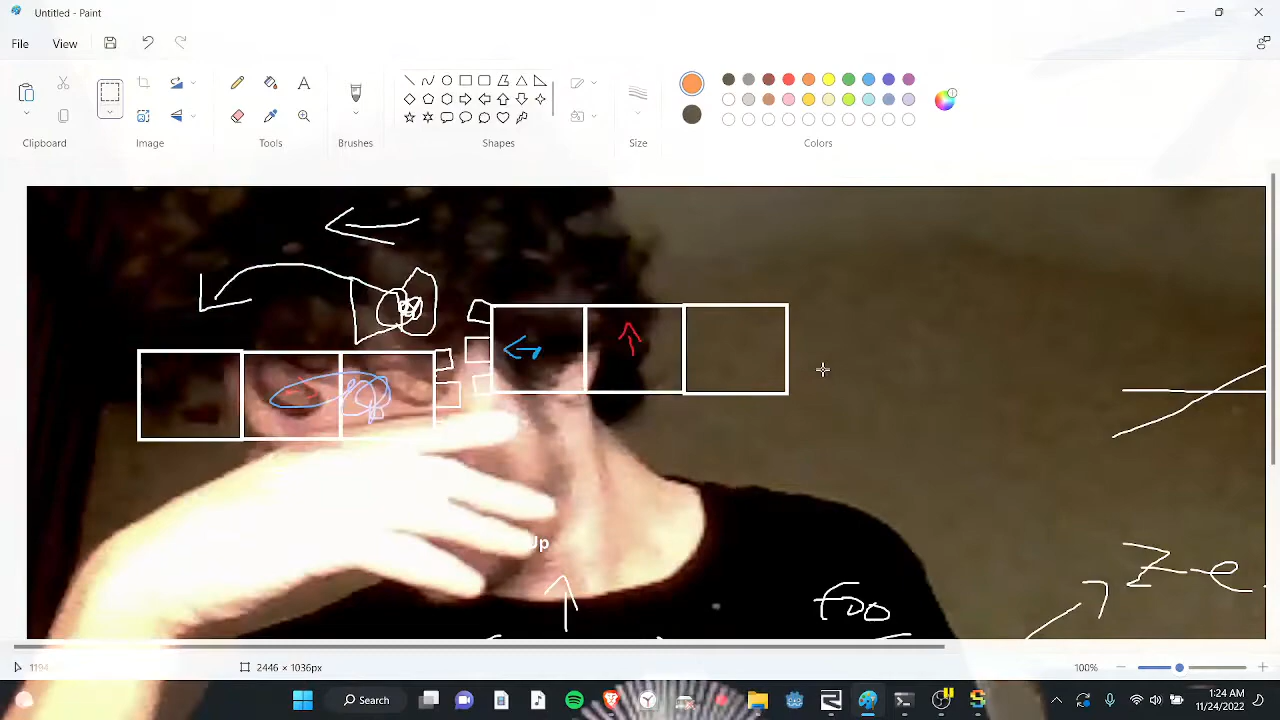 Untitled - Paint
File View
Clipboard Image Tools Brushes Shapes Size Colors
Up
foo
Z-e
1194
2446 × 1036px
100%
Search
1:24 AM
11/24/2022